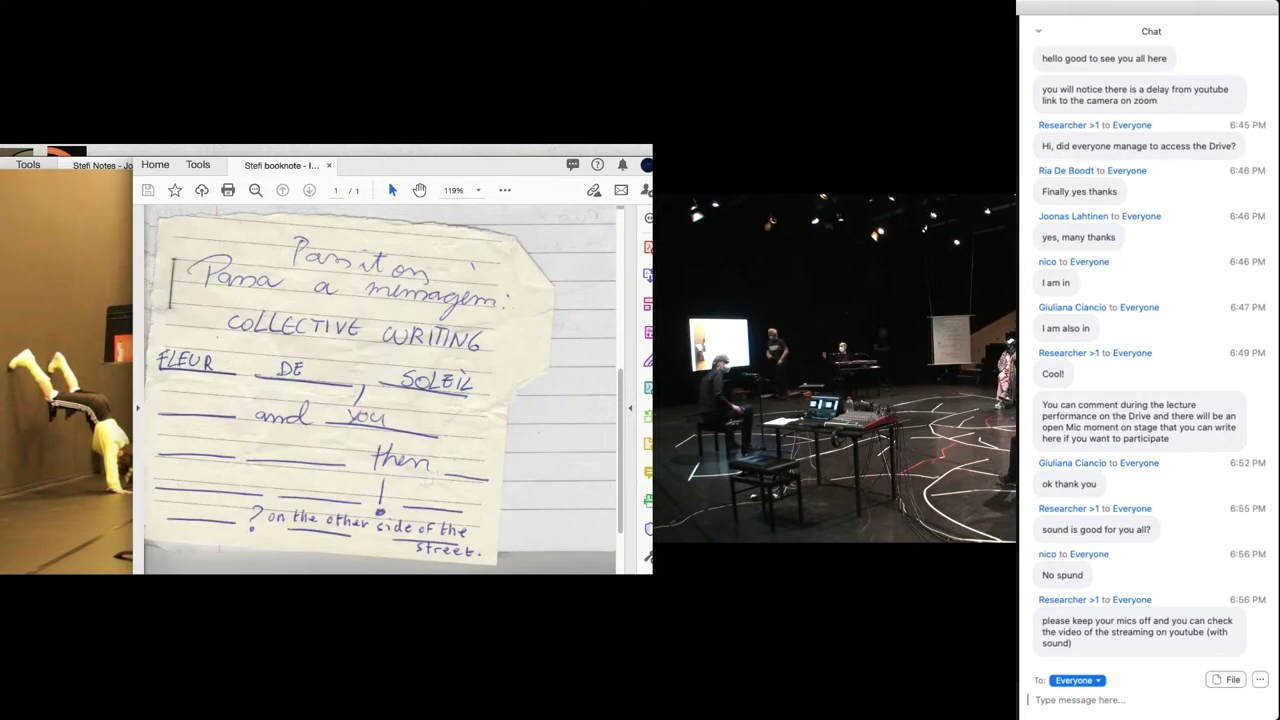 Tools
Stefi Notes - Jo
Home
Tools
Stefi booknote - I...
1 / 1
119%
Pass it on
Passa a mensagem:
COLLECTIVE WRITING
FLEUR DE SOLEIL,
and you
then
!
? on the other side of the
street.
Chat
hello good to see you all here
you will notice there is a delay from youtube
link to the camera on zoom
Researcher >1 to Everyone 6:45 PM
Hi, did everyone manage to access the Drive?
Ria De Boodt to Everyone 6:46 PM
Finally yes thanks
Joonas Lahtinen to Everyone 6:46 PM
yes, many thanks
nico to Everyone 6:46 PM
I am in
Giuliana Ciancio to Everyone 6:47 PM
I am also in
Researcher >1 to Everyone 6:49 PM
Cool!
You can comment during the lecture
performance on the Drive and there will be an
open Mic moment on stage that you can write
here if you want to participate
Giuliana Ciancio to Everyone 6:52 PM
ok thank you
Researcher >1 to Everyone 6:55 PM
sound is good for you all?
nico to Everyone 6:56 PM
No spund
Researcher >1 to Everyone 6:56 PM
please keep your mics off and you can check
the video of the streaming on youtube (with
sound)
To: Everyone
File
Type message here...